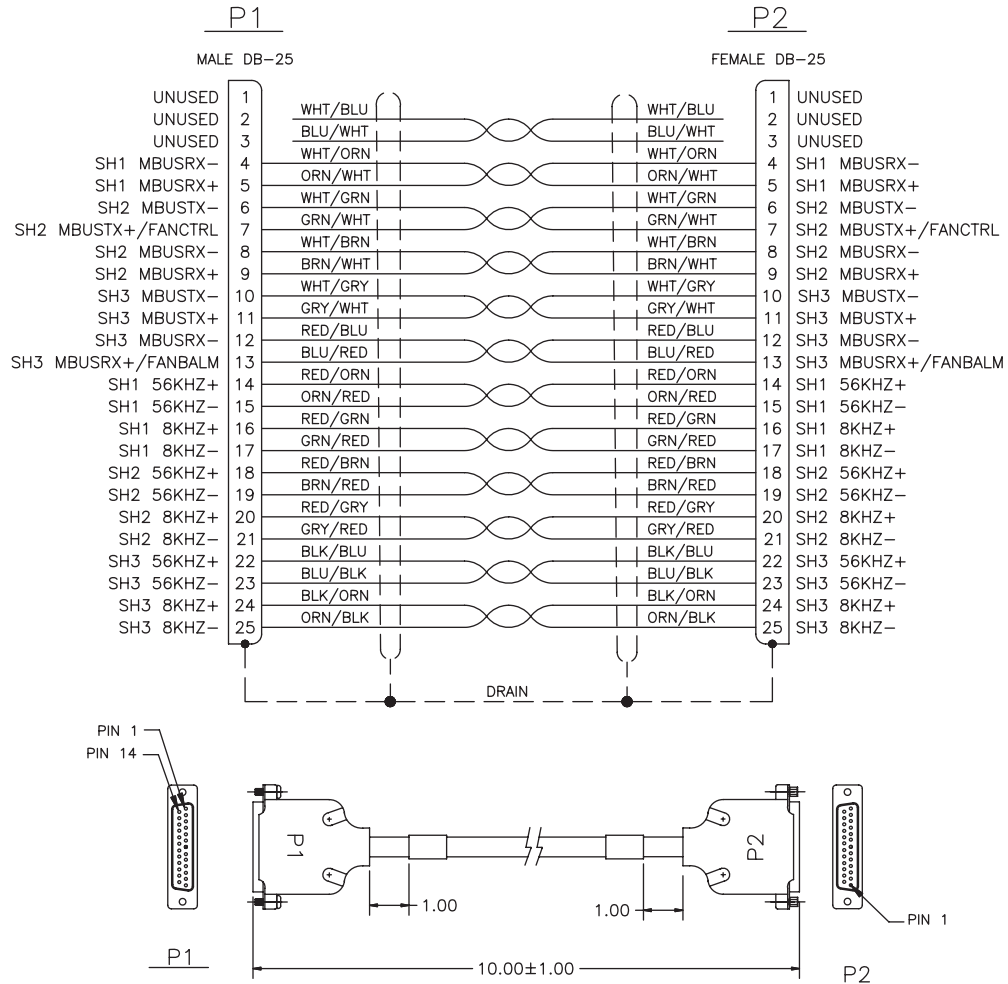 P1 P2
MALE DB-25 FEMALE DB-25
UNUSED 1 1 UNUSED
WHT/BLU WHT/BLU
UNUSED 2 2 UNUSED
BLU/WHT BLU/WHT
UNUSED 3 3 UNUSED
WHT/ORN WHT/ORN
SH1 MBUSRX- 4 4 SH1 MBUSRX-
ORN/WHT ORN/WHT
SH1 MBUSRX+ 5 5 SH1 MBUSRX+
WHT/GRN WHT/GRN
SH2 MBUSTX- 6 6 SH2 MBUSTX-
GRN/WHT GRN/WHT
SH2 MBUSTX+/FANCTRL 7 7 SH2 MBUSTX+/FANCTRL
WHT/BRN WHT/BRN
SH2 MBUSRX- 8 8 SH2 MBUSRX-
BRN/WHT BRN/WHT
SH2 MBUSRX+ 9 9 SH2 MBUSRX+
WHT/GRY WHT/GRY
SH3 MBUSTX- 10 10 SH3 MBUSTX-
GRY/WHT GRY/WHT
SH3 MBUSTX+ 11 11 SH3 MBUSTX+
RED/BLU RED/BLU
SH3 MBUSRX- 12 12 SH3 MBUSRX-
BLU/RED BLU/RED
SH3 MBUSRX+/FANBALM 13 13 SH3 MBUSRX+/FANBALM
RED/ORN RED/ORN
SH1 56KHZ+ 14 14 SH1 56KHZ+
ORN/RED ORN/RED
SH1 56KHZ- 15 15 SH1 56KHZ-
RED/GRN RED/GRN
SH1 8KHZ+ 16 16 SH1 8KHZ+
GRN/RED GRN/RED
SH1 8KHZ- 17 17 SH1 8KHZ-
RED/BRN RED/BRN
SH2 56KHZ+ 18 18 SH2 56KHZ+
BRN/RED BRN/RED
SH2 56KHZ- 19 19 SH2 56KHZ-
RED/GRY RED/GRY
SH2 8KHZ+ 20 20 SH2 8KHZ+
GRY/RED GRY/RED
SH2 8KHZ- 21 21 SH2 8KHZ-
BLK/BLU BLK/BLU
SH3 56KHZ+ 22 22 SH3 56KHZ+
BLU/BLK BLU/BLK
SH3 56KHZ- 23 23 SH3 56KHZ-
BLK/ORN BLK/ORN
SH3 8KHZ+ 24 24 SH3 8KHZ+
ORN/BLK ORN/BLK
SH3 8KHZ- 25 25 SH3 8KHZ-
DRAIN
PIN 1
PIN 14
P1 P2
1.00 1.00
PIN 1
P1 10.00±1.00 P2